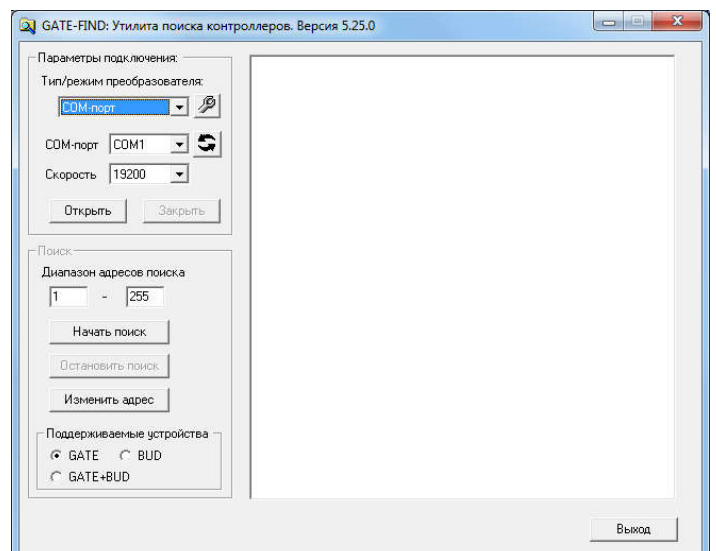 GATE-FIND: Утилита поиска контроллеров. Версия 5.25.0
Параметры подключения:
Тип/режим преобразователя:
COM-порт
COM-порт COM1
Скорость 19200
Открыть Закрыть
Поиск
Диапазон адресов поиска
1 - 255
Начать поиск
Остановить поиск
Изменить адрес
Поддерживаемые устройства
GATE BUD
GATE+BUD
Выход